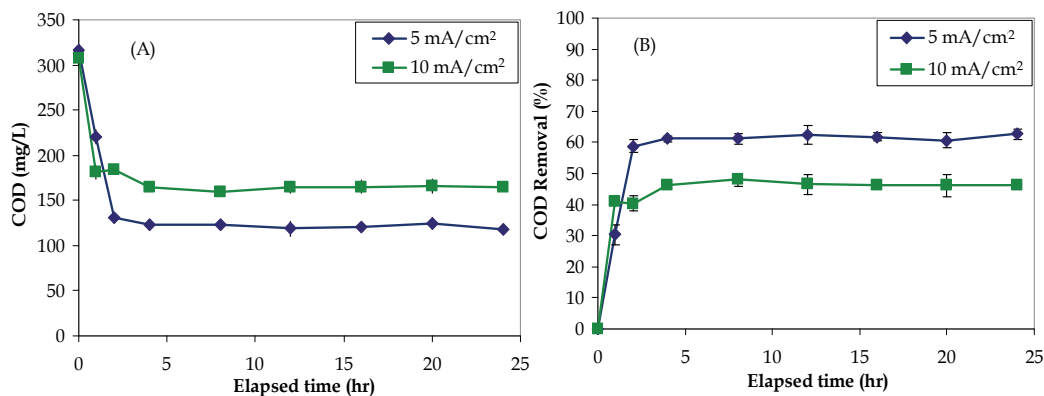 (A)
5 mA/cm²
10 mA/cm²
COD (mg/L)
350
300
250
200
150
100
50
0
0 5 10 15 20 25
Elapsed time (hr)
(B)
5 mA/cm²
10 mA/cm²
COD Removal (%)
100
90
80
70
60
50
40
30
20
10
0
0 5 10 15 20 25
Elapsed time (hr)